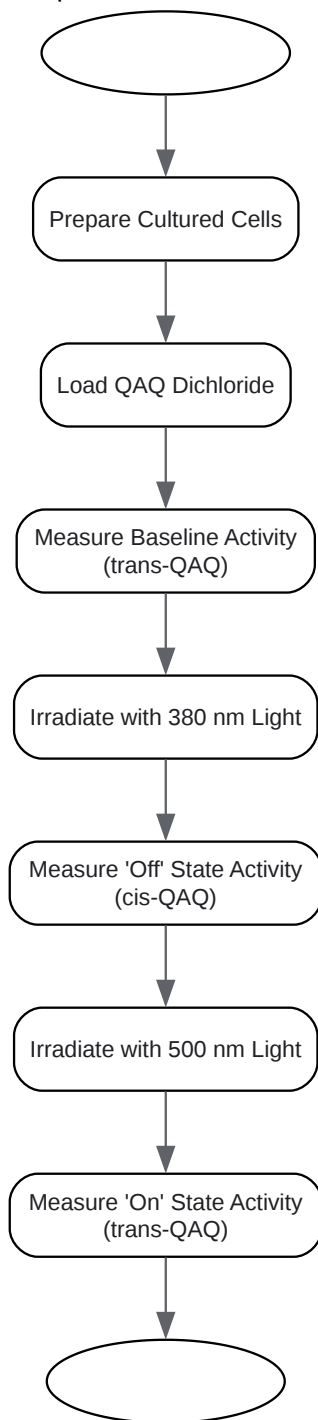 Prepare Cultured Cells
Load QAQ Dichloride
Measure Baseline Activity
(trans-QAQ)
Irradiate with 380 nm Light
Measure 'Off' State Activity
(cis-QAQ)
Irradiate with 500 nm Light
Measure 'On' State Activity
(trans-QAQ)